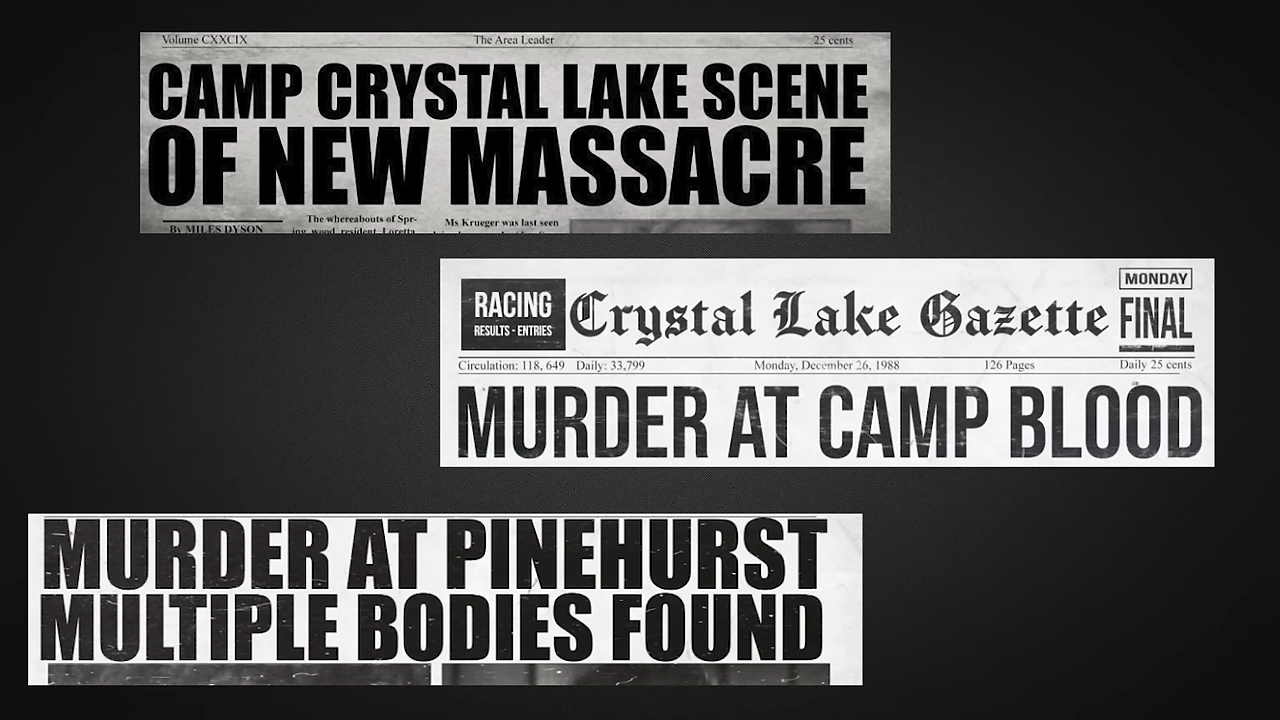 Volume CXXCIX The Area Leader 25 cents
CAMP CRYSTAL LAKE SCENE
OF NEW MASSACRE
By MILES DYSON
The whereabouts of Spr-
ing wood resident Loretta
Ms Krueger was last seen
RACING
RESULTS - ENTRIES
Crystal Lake Gazette
MONDAY
FINAL
Circulation: 118, 649 Daily: 33,799 Monday, December 26, 1988 126 Pages Daily 25 cents
MURDER AT CAMP BLOOD
MURDER AT PINEHURST
MULTIPLE BODIES FOUND